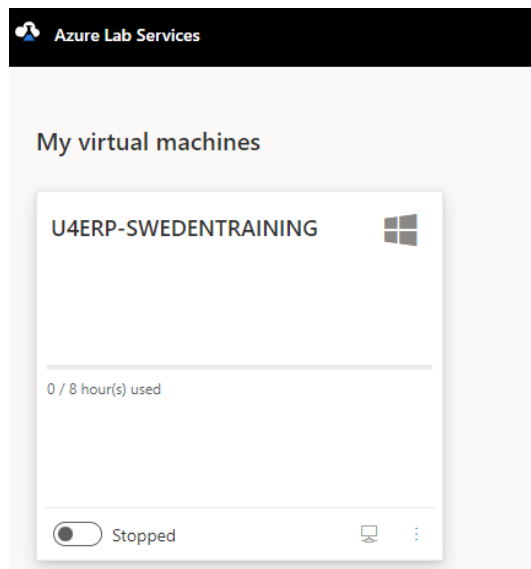 Azure Lab Services
My virtual machines
U4ERP-SWEDENTRAINING
0 / 8 hour(s) used
Stopped